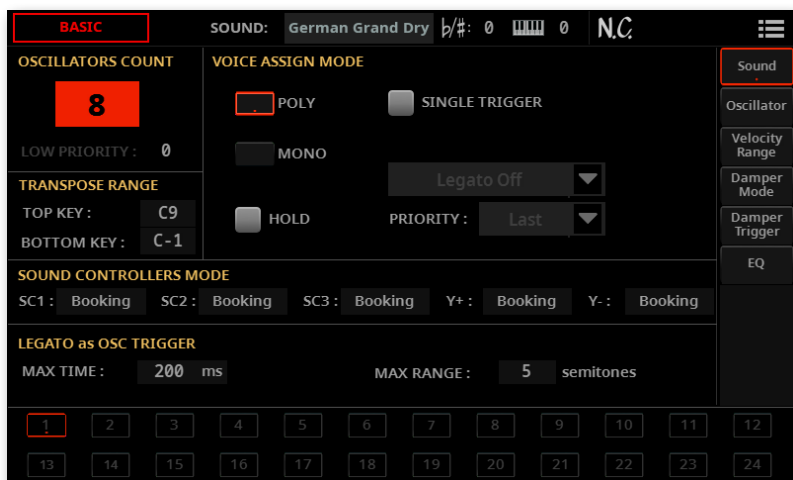 BASIC SOUND: German Grand Dry ♭/#: 0 0 N.C.
OSCILLATORS COUNT
8
LOW PRIORITY : 0
TRANSPOSE RANGE
TOP KEY : C9
BOTTOM KEY : C-1
VOICE ASSIGN MODE
POLY SINGLE TRIGGER
MONO
Legato Off
HOLD PRIORITY : Last
SOUND CONTROLLERS MODE
SC1 : Booking SC2 : Booking SC3 : Booking Y+ : Booking Y- : Booking
LEGATO as OSC TRIGGER
MAX TIME : 200 ms MAX RANGE : 5 semitones
Sound
Oscillator
Velocity
Range
Damper
Mode
Damper
Trigger
EQ
1 2 3 4 5 6 7 8 9 10 11 12
13 14 15 16 17 18 19 20 21 22 23 24